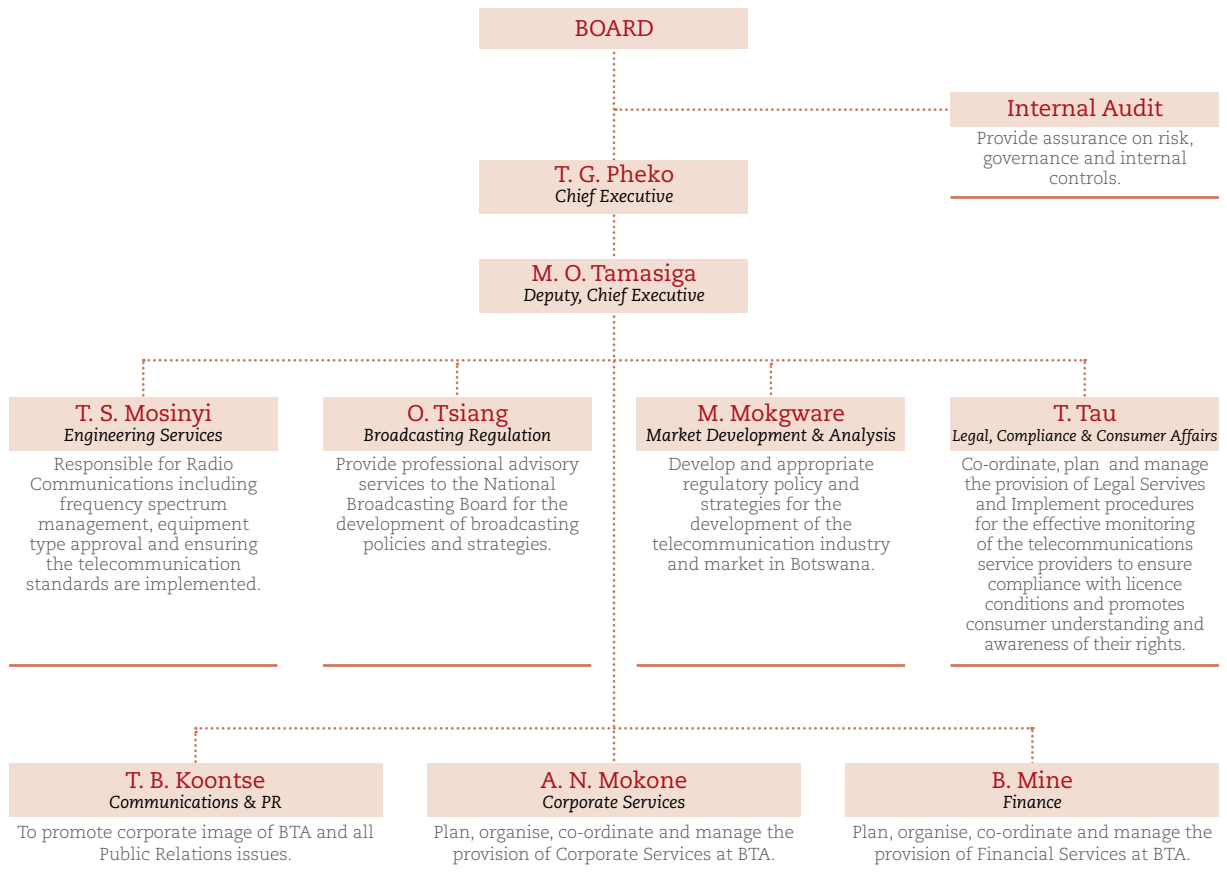 BOARD
Internal Audit
Provide assurance on risk,
governance and internal
controls.
T. G. Pheko
Chief Executive
M. O. Tamasiga
Deputy, Chief Executive
T. S. Mosinyi
Engineering Services
Responsible for Radio
Communications including
frequency spectrum
management, equipment
type approval and ensuring
the telecommunication
standards are implemented.
O. Tsiang
Broadcasting Regulation
Provide professional advisory
services to the National
Broadcasting Board for the
development of broadcasting
policies and strategies.
M. Mokgware
Market Development & Analysis
Develop and appropriate
regulatory policy and
strategies for the
development of the
telecommunication industry
and market in Botswana.
T. Tau
Legal, Compliance & Consumer Affairs
Co-ordinate, plan and manage
the provision of Legal Servives
and Implement procedures
for the effective monitoring
of the telecommunications
service providers to ensure
compliance with licence
conditions and promotes
consumer understanding and
awareness of their rights.
T. B. Koontse
Communications & PR
To promote corporate image of BTA and all
Public Relations issues.
A. N. Mokone
Corporate Services
Plan, organise, co-ordinate and manage the
provision of Corporate Services at BTA.
B. Mine
Finance
Plan, organise, co-ordinate and manage the
provision of Financial Services at BTA.